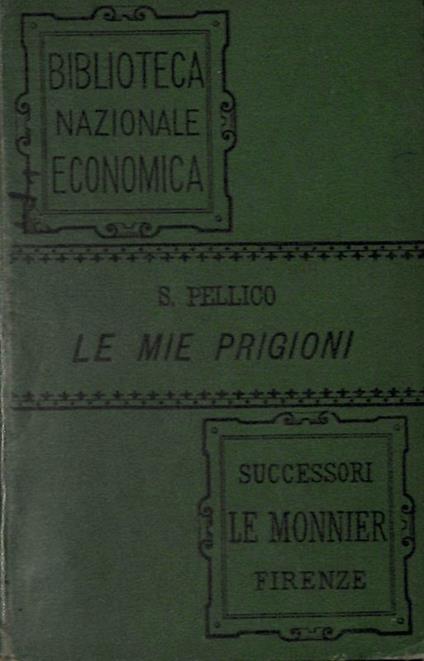 BIBLIOTECA
NAZIONALE
ECONOMICA
S. PELLICO
LE MIE PRIGIONI
SUCCESSORI
LE MONNIER
FIRENZE